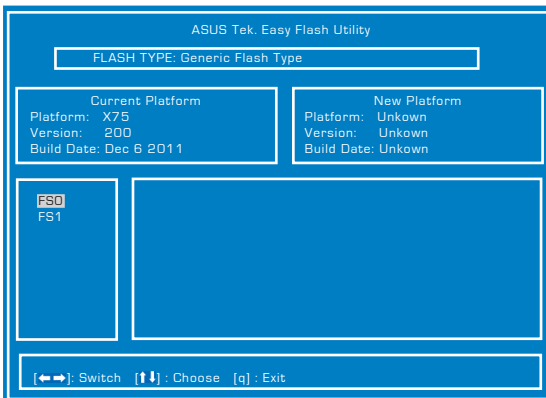 ASUS Tek. Easy Flash Utility
FLASH TYPE: Generic Flash Type
Current Platform
Platform: X75
Version: 200
Build Date: Dec 6 2011
New Platform
Platform: Unkown
Version: Unkown
Build Date: Unkown
FS0
FS1
[←→]: Switch [↑↓] : Choose [q] : Exit